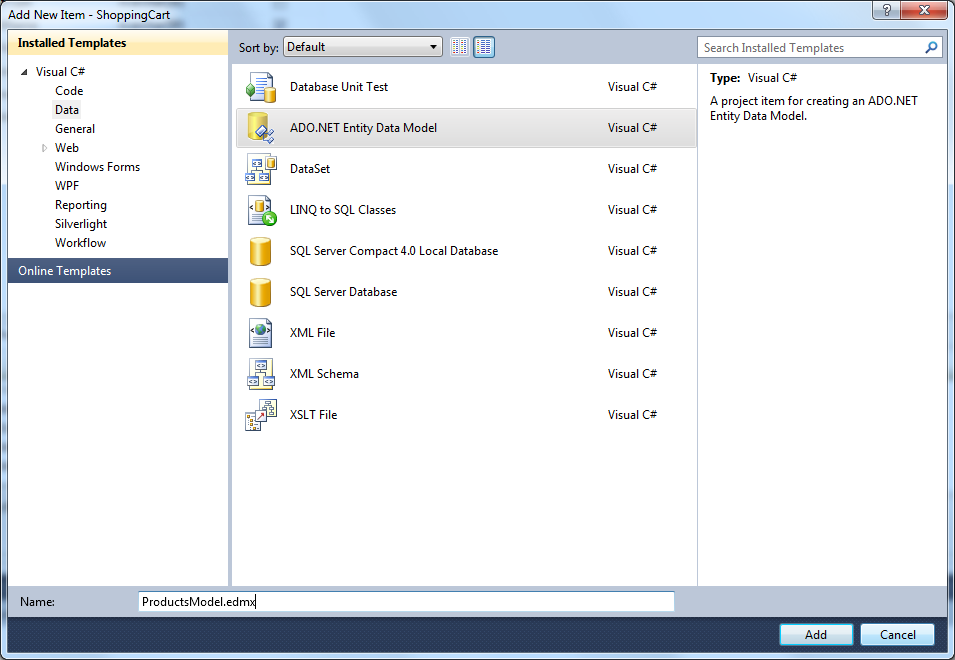 Add New Item - ShoppingCart
?
Installed Templates
Sort by: Default
Search Installed Templates
Visual C#
Code
Data
General
Web
Windows Forms
WPF
Reporting
Silverlight
Workflow
Online Templates
Database Unit Test Visual C#
ADO.NET Entity Data Model Visual C#
DataSet Visual C#
LINQ to SQL Classes Visual C#
SQL Server Compact 4.0 Local Database Visual C#
SQL Server Database Visual C#
XML File Visual C#
XML Schema Visual C#
XSLT File Visual C#
Type: Visual C#
A project item for creating an ADO.NET
Entity Data Model.
Name: ProductsModel.edmx
Add Cancel